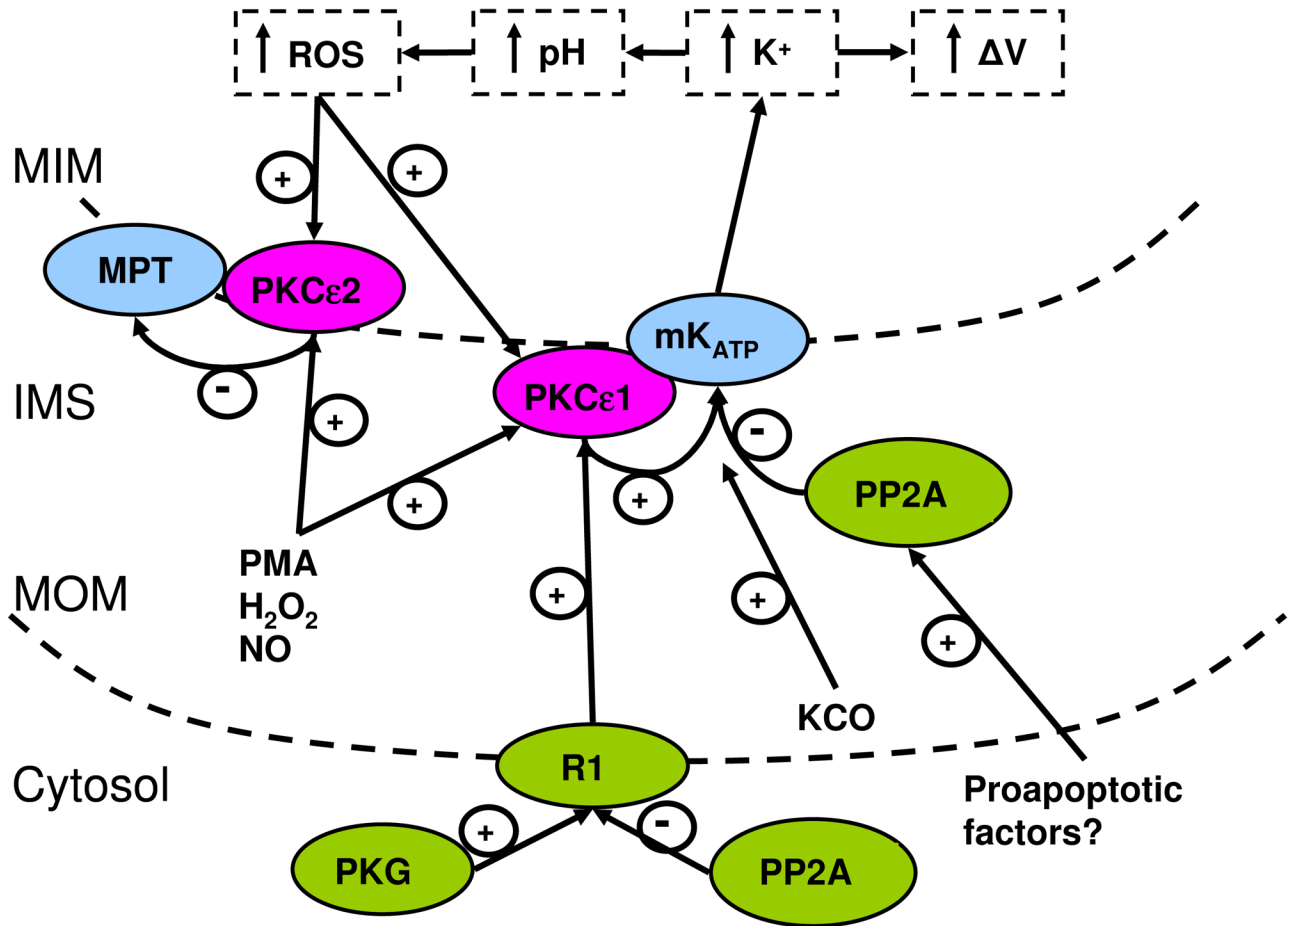 ↑ ROS
↑ pH
↑ K⁺
↑ ΔV
MIM
+
+
MPT
PKCε2
mK_ATP
PKCε1
IMS
-
+
-
+
+
PP2A
PMA
H₂O₂
NO
MOM
+
+
+
KCO
R1
Cytosol
Proapoptotic
factors?
+
-
PKG
PP2A